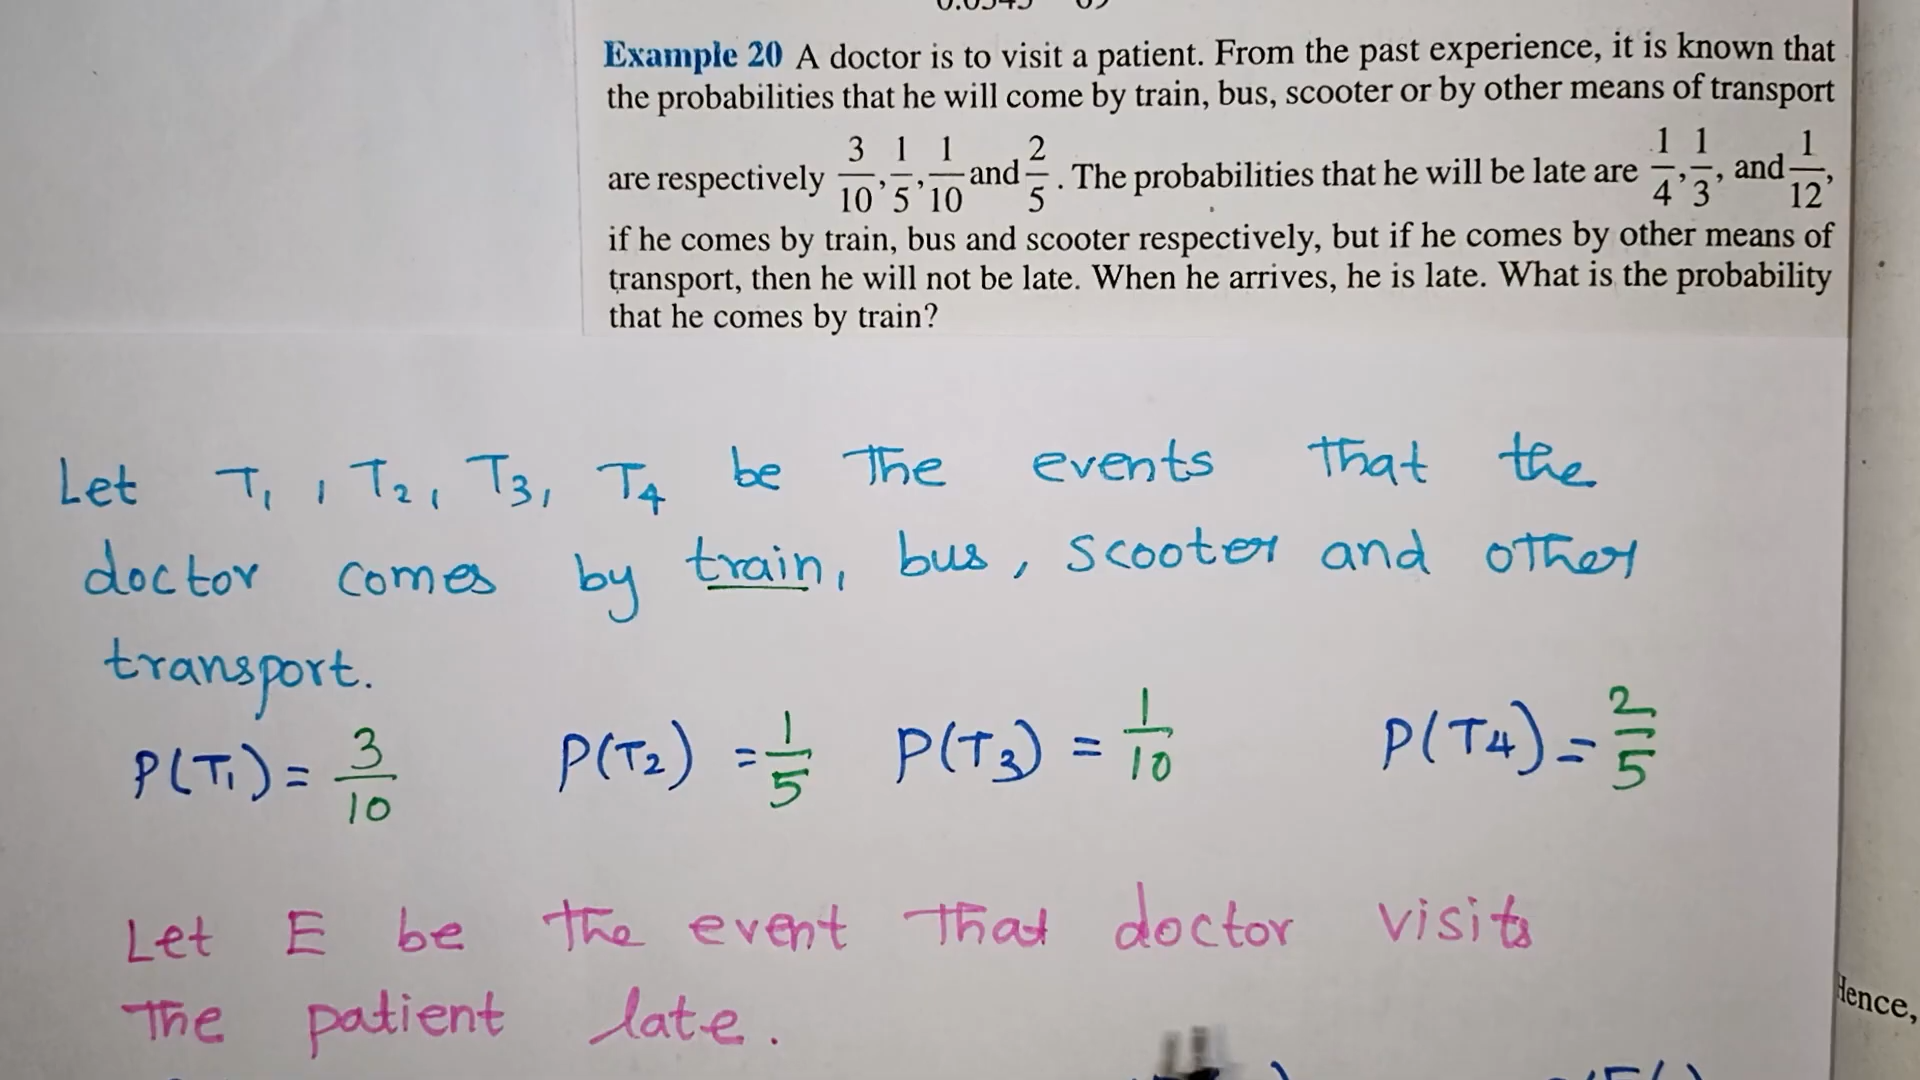 Example 20 A doctor is to visit a patient. From the past experience, it is known that
the probabilities that he will come by train, bus, scooter or by other means of transport
are respectively 3/10, 1/5, 1/10 and 2/5. The probabilities that he will be late are 1/4, 1/3, and 1/12,
if he comes by train, bus and scooter respectively, but if he comes by other means of
transport, then he will not be late. When he arrives, he is late. What is the probability
that he comes by train?
Let T₁, T₂, T₃, T₄ be the events that the
doctor comes by train, bus, scooter and other
transport.
P(T₁) = 3/10 P(T₂) = 1/5 P(T₃) = 1/10 P(T4) = 2/5
Let E be the event that doctor visits
Hence,
the patient late.